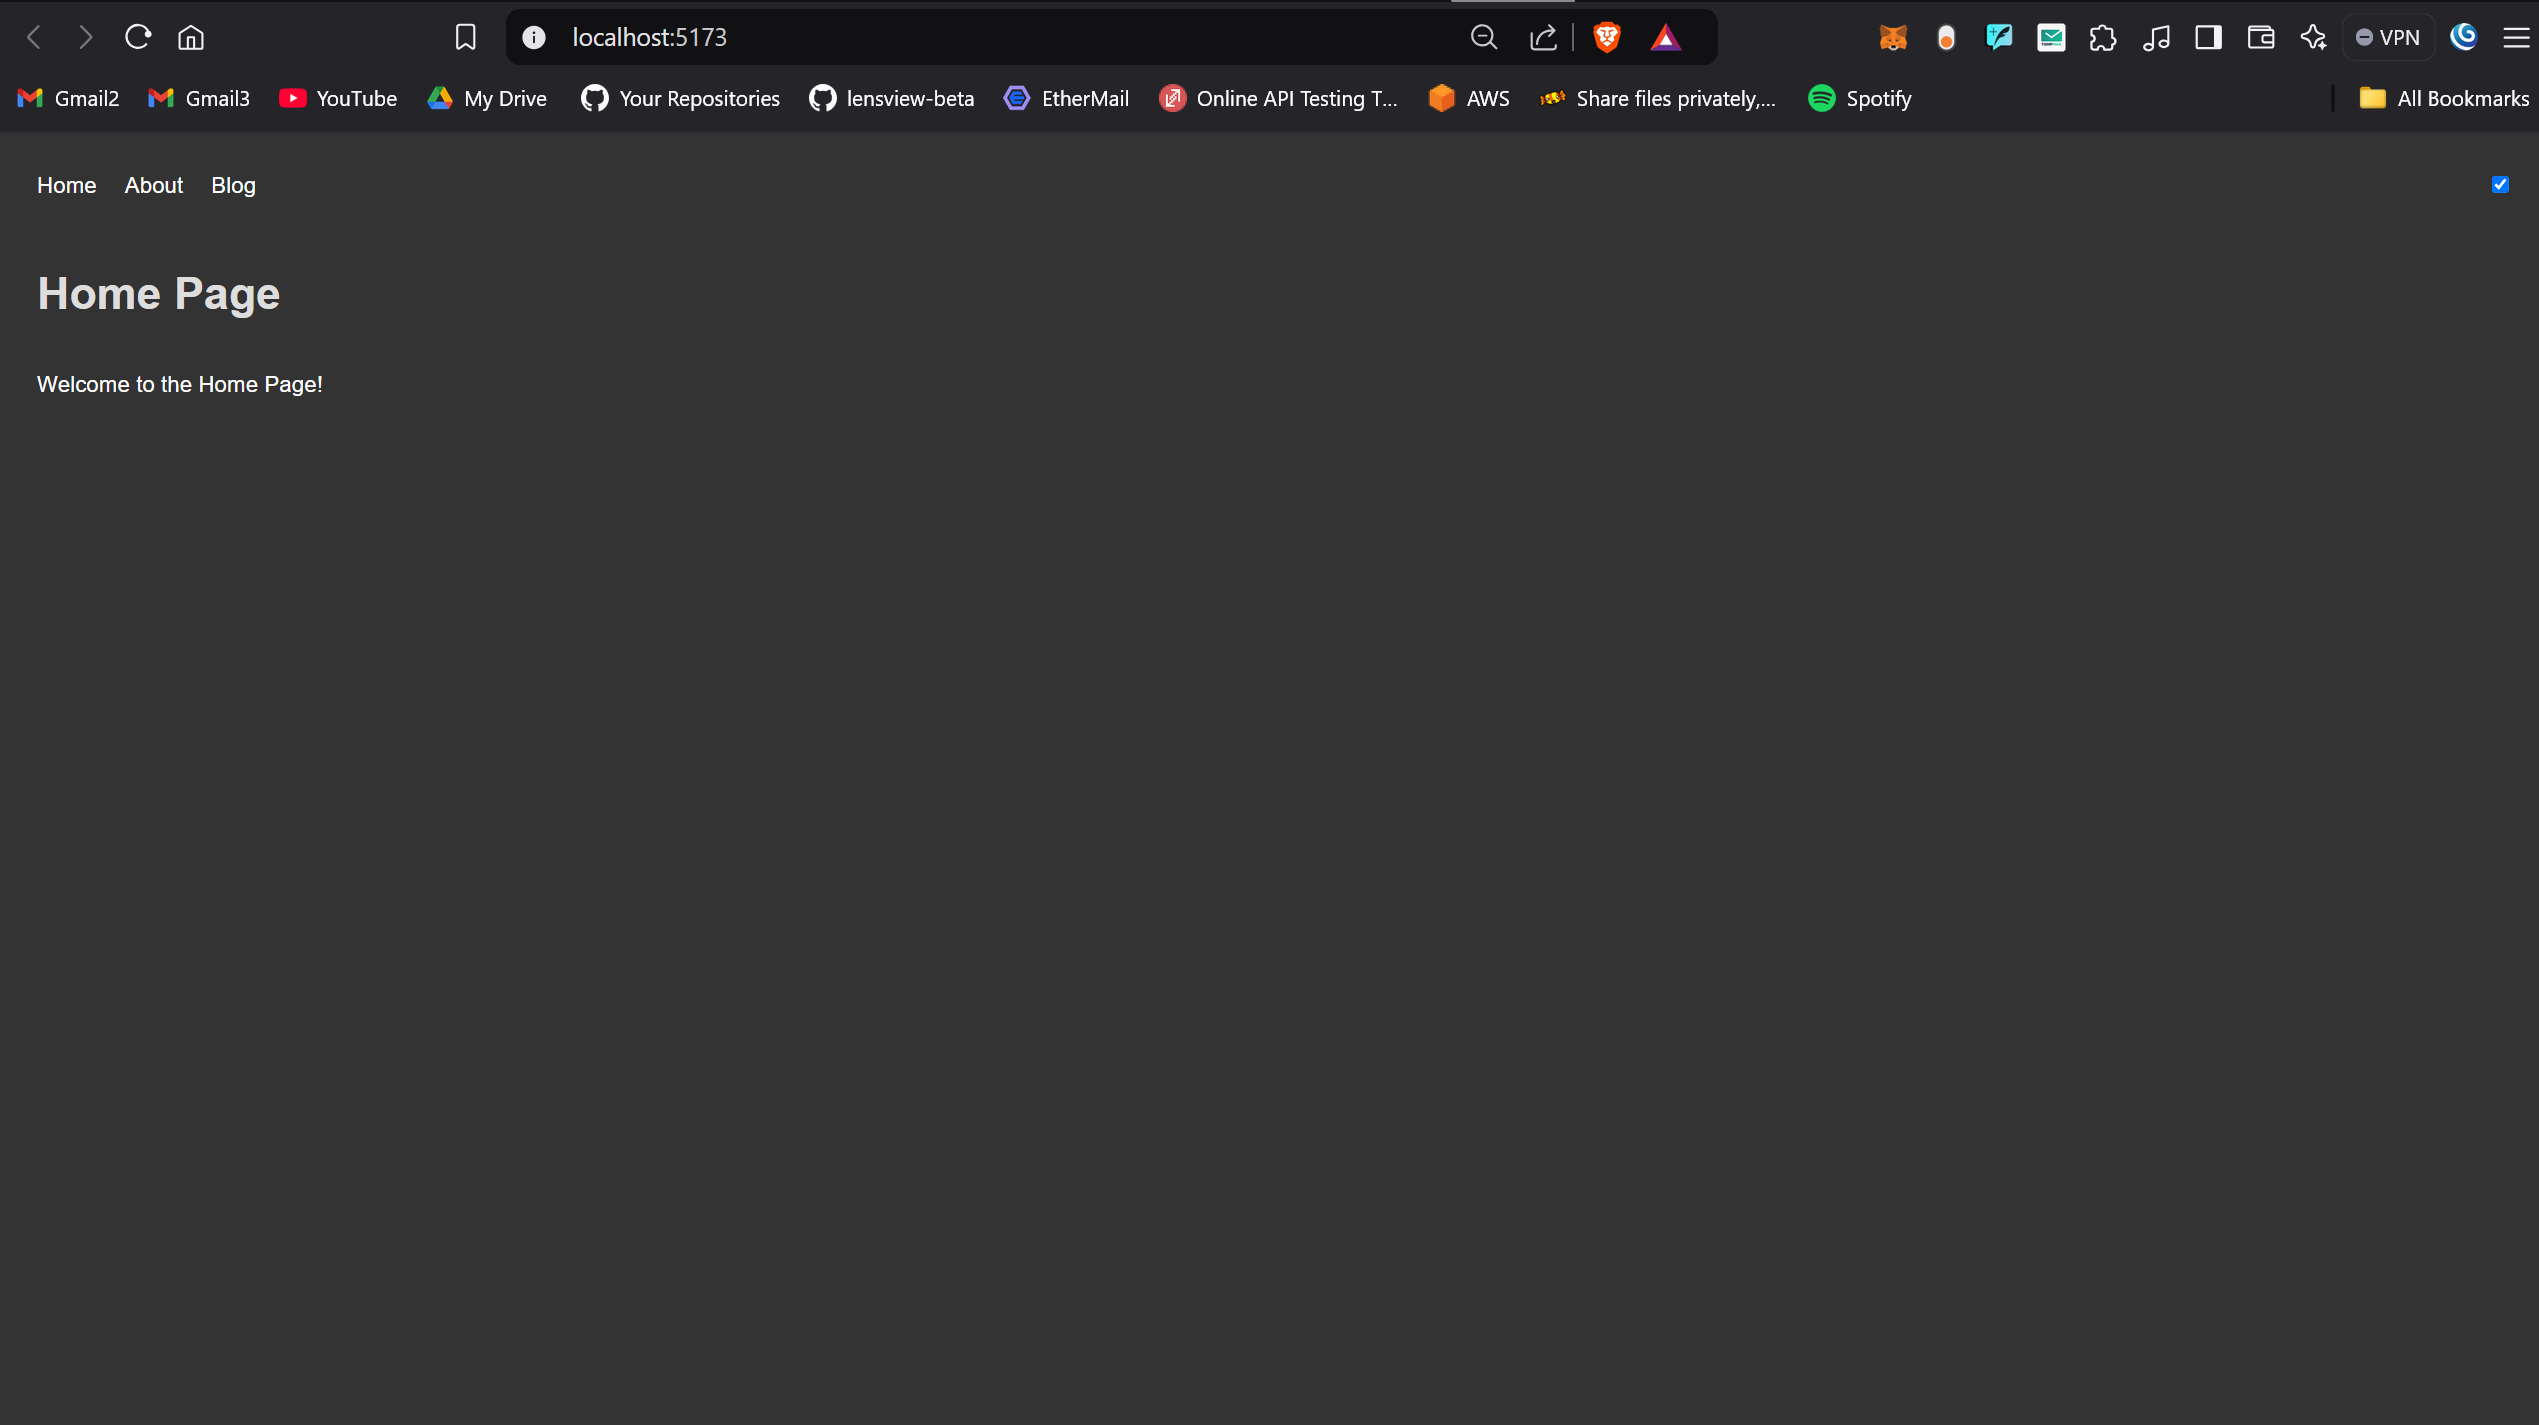 localhost:5173
VPN
Gmail2 Gmail3 YouTube My Drive Your Repositories lensview-beta EtherMail Online API Testing T... AWS Share files privately,... Spotify All Bookmarks
Home About Blog
Home Page
Welcome to the Home Page!